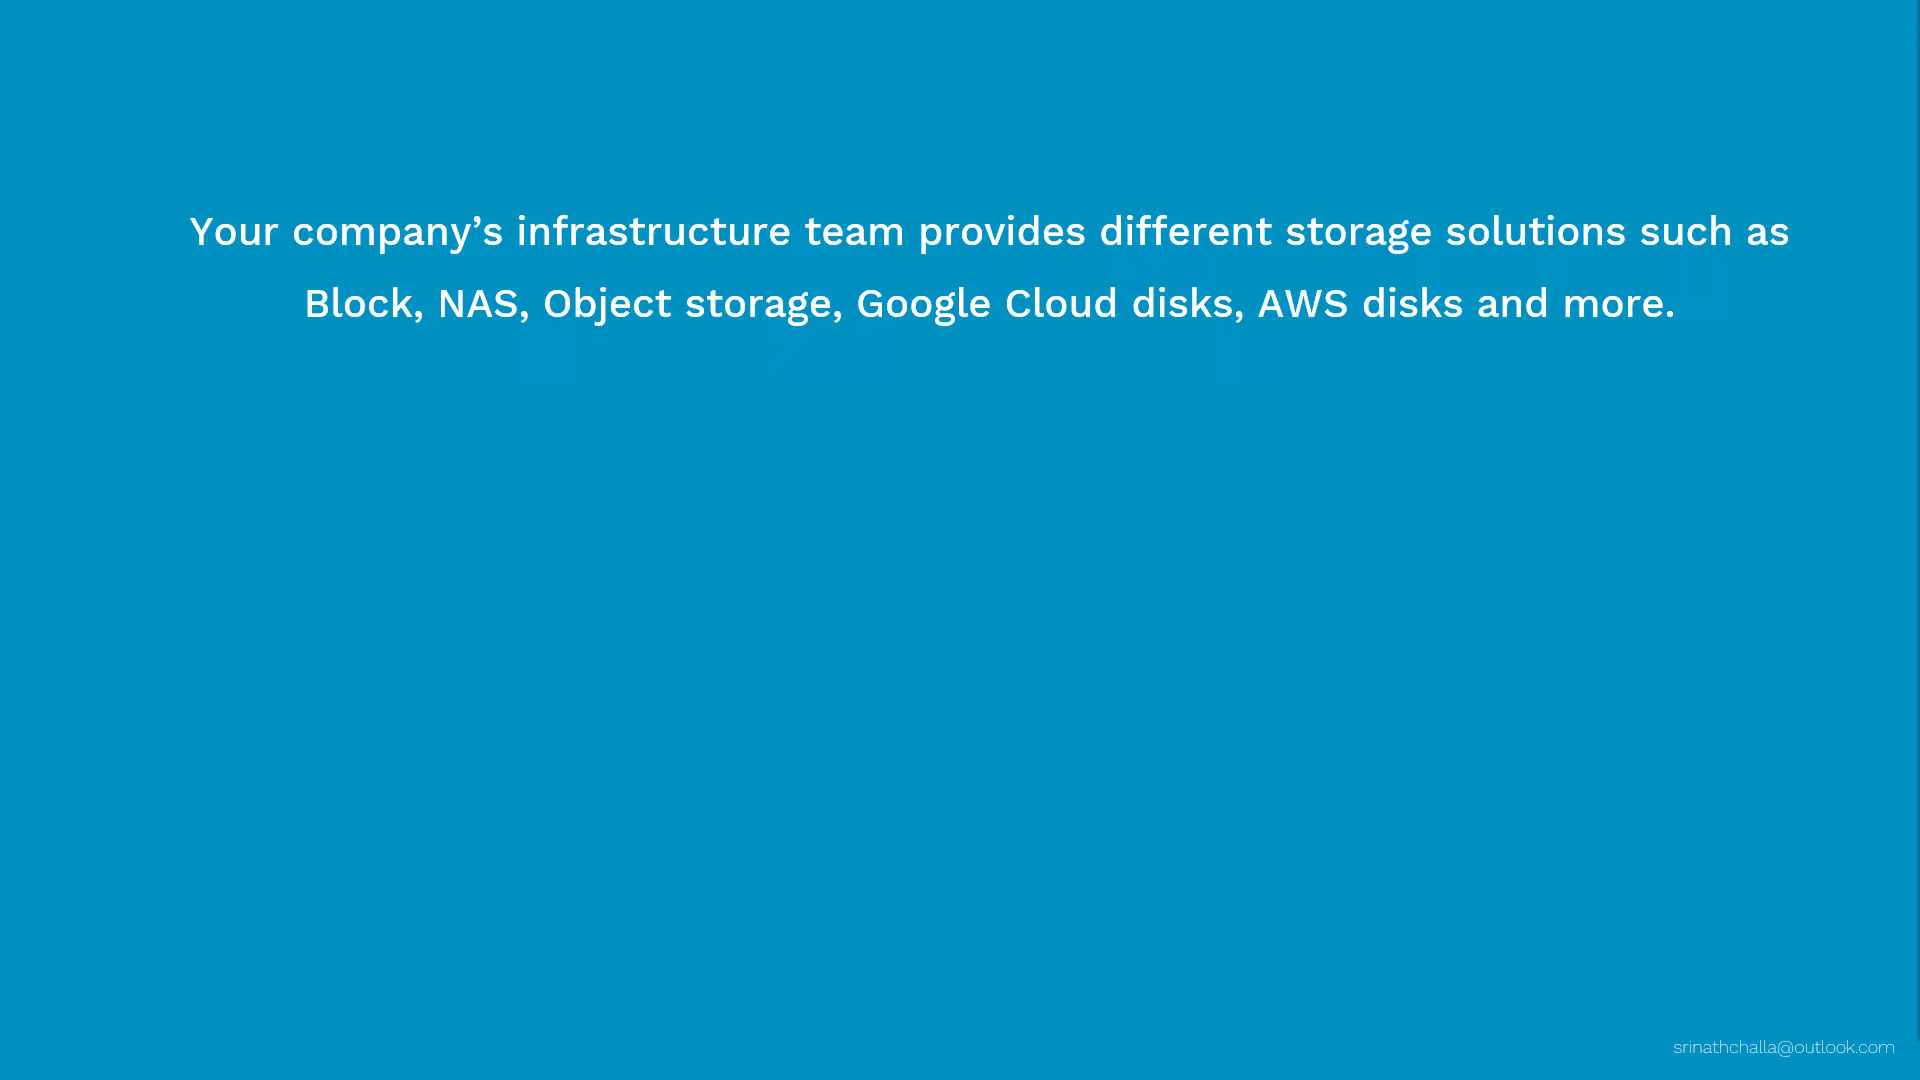 Your company’s infrastructure team provides different storage solutions such as
Block, NAS, Object storage, Google Cloud disks, AWS disks and more.
srinathchalla@outlook.com